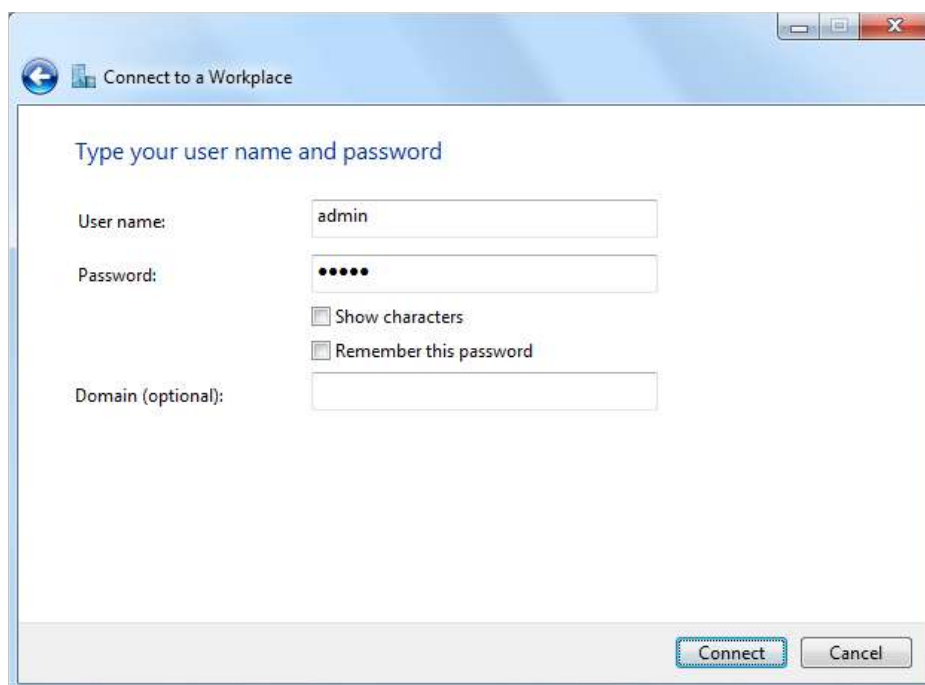 Connect to a Workplace
Type your user name and password
User name:
admin
Password:
•••••
Show characters
Remember this password
Domain (optional):
Connect
Cancel